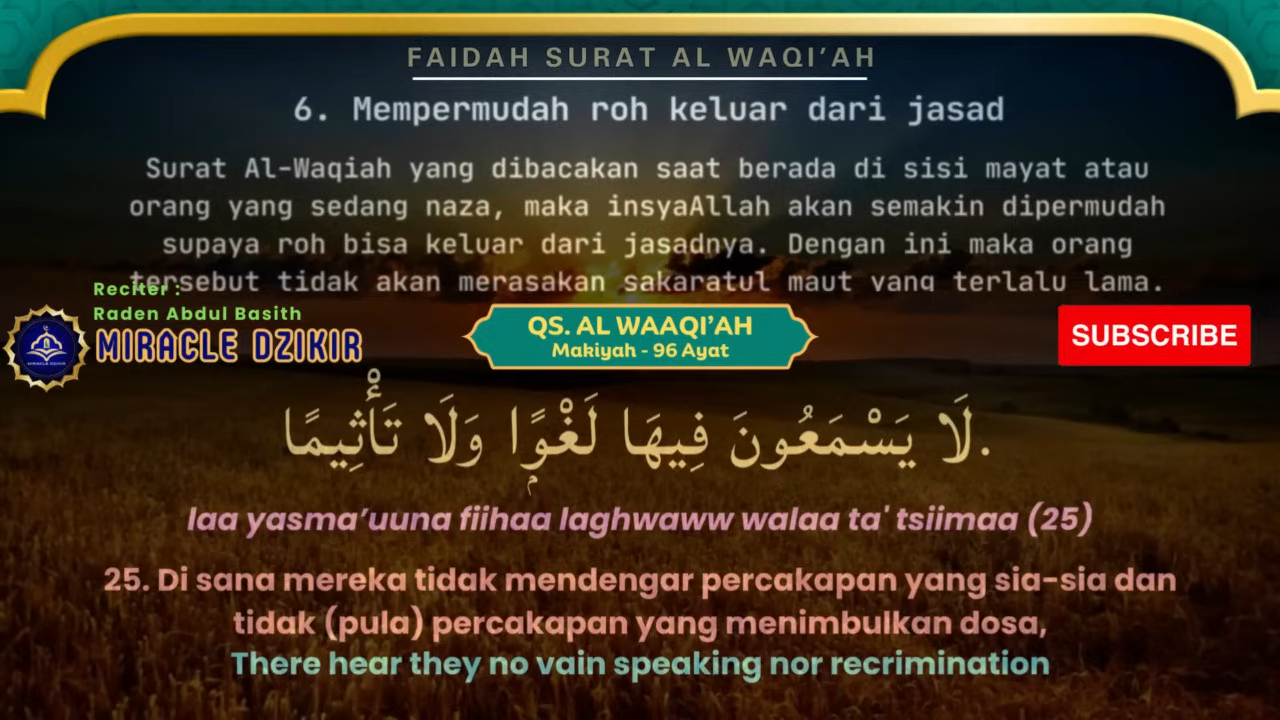 FAIDAH SURAT AL WAQI’AH
6. Mempermudah roh keluar dari jasad
Surat Al-Waqiah yang dibacakan saat berada di sisi mayat atau
orang yang sedang naza, maka insyaAllah akan semakin dipermudah
supaya roh bisa keluar dari jasadnya. Dengan ini maka orang
tersebut tidak akan merasakan sakaratul maut yang terlalu lama.
Reciter :
Raden Abdul Basith
MIRACLE DZIKIR
MIRACLE DZIKIR
QS. AL WAAQI’AH
Makiyah - 96 Ayat
SUBSCRIBE
لَا يَسْمَعُونَ فِيهَا لَغْوًۭا وَلَا تَأْثِيمًا.
laa yasma’uuna fiihaa laghwaww walaa ta' tsiimaa (25)
25. Di sana mereka tidak mendengar percakapan yang sia-sia dan
tidak (pula) percakapan yang menimbulkan dosa,
There hear they no vain speaking nor recrimination